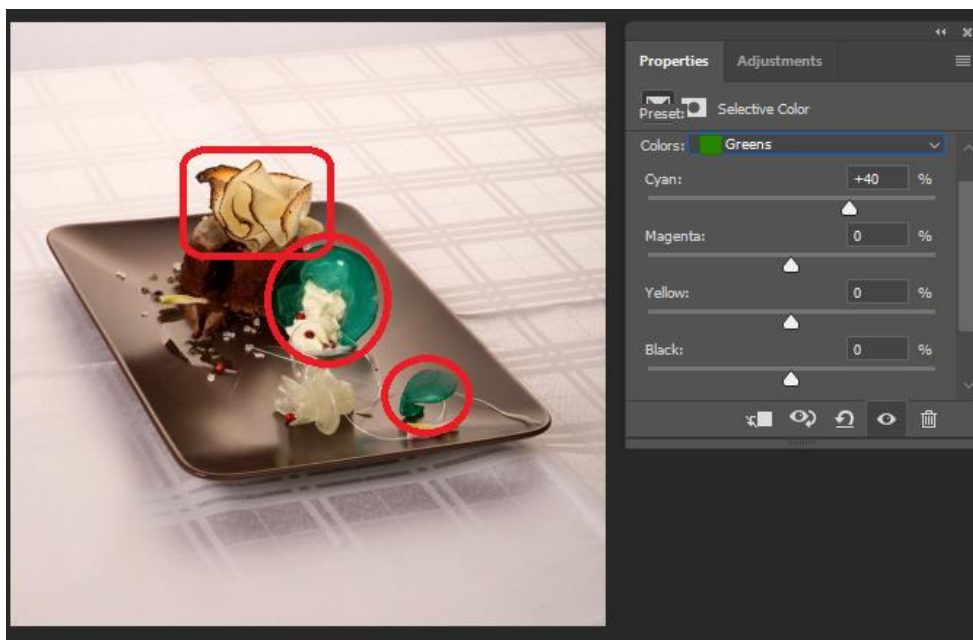 Properties
Adjustments
Preset:
Selective Color
Colors:
Greens
Cyan:
+40
%
Magenta:
0
%
Yellow:
0
%
Black:
0
%